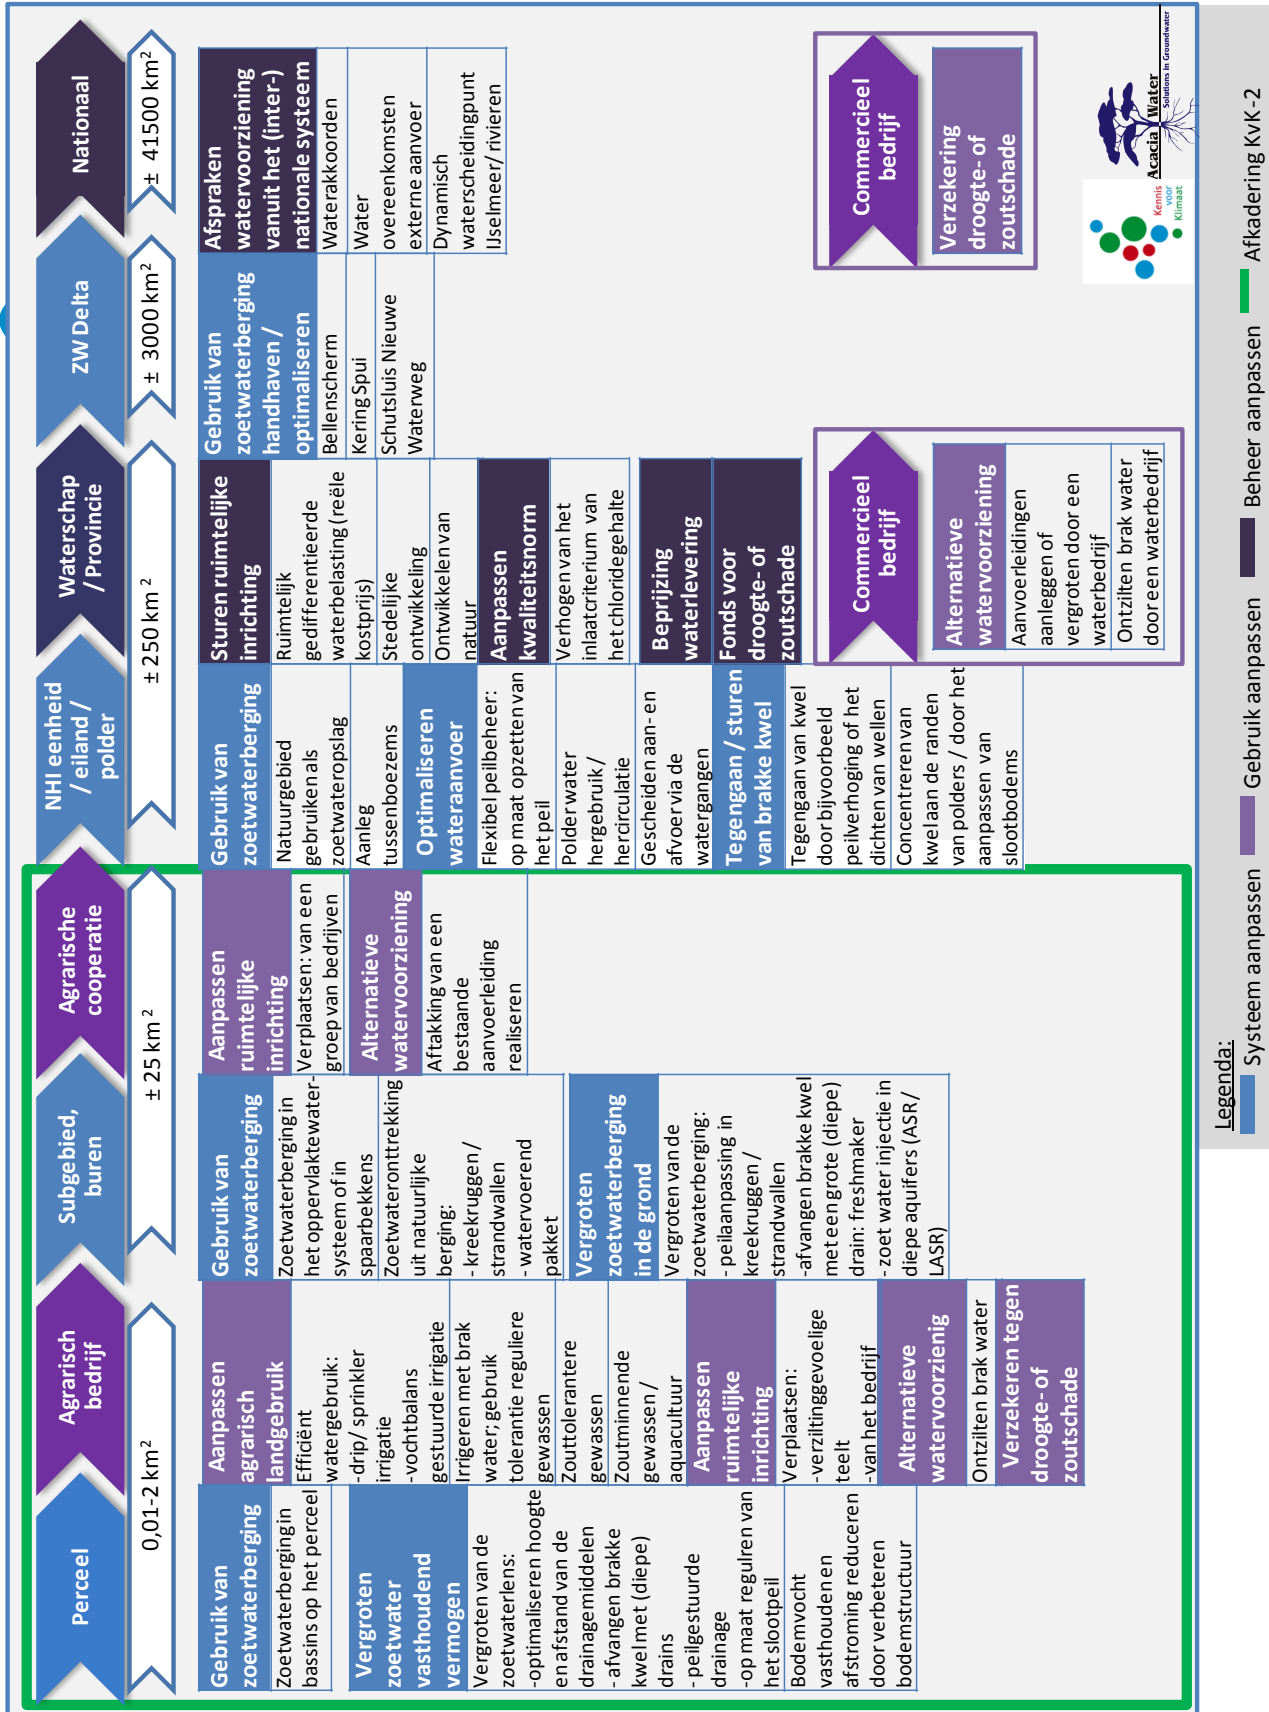 Perceel
Agrarisch
bedrijf
Subgebied,
buren
Agrarische
cooperatie
NHI eenheid
/ eiland /
polder
Waterschap
/ Provincie
ZW Delta
Nationaal
0,01-2 km²
± 25 km²
± 250 km²
± 3000 km²
± 41500 km²
Gebruik van
zoetwaterberging
Zoetwaterberging in
bassins op het perceel
Vergroten
zoetwater
vasthoudend
vermogen
Vergroten van de
zoetwaterlens:
-optimaliseren hoogte
en afstand van de
drainagemiddelen
- afvangen brakke
kwel met (diepe)
drains
- peilgestuurde
drainage
-op maat regulren van
het slootpeil
Bodemvocht
vasthouden en
afstroming reduceren
door verbeteren
bodemstructuur
Aanpassen
agrarisch
landgebruik
Efficiënt
watergebruik:
-drip/ sprinkler
irrigatie
-vochtbalans
gestuurde irrigatie
Irrigeren met brak
water; gebruik
tolerantie reguliere
gewassen
Zouttolerantere
gewassen
Zoutminnende
gewassen /
aquacultuur
Aanpassen
ruimtelijke
inrichting
Verplaatsen:
-verziltinggevoelige
teelt
-van het bedrijf
Alternatieve
watervoorzienig
Ontzilten brak water
Verzekeren tegen
droogte- of
zoutschade
Gebruik van
zoetwaterberging
Zoetwaterberging in
het oppervlaktewater-
systeem of in
spaarbekkens
Zoetwateronttrekking
uit natuurlijke
berging:
- kreekruggen /
strandwallen
- watervoerend
pakket
Vergroten
zoetwaterberging
in de grond
Vergroten van de
zoetwaterberging:
- peilaanpassing in
kreekruggen /
strandwallen
-afvangen brakke kwel
met een grote (diepe)
drain: freshmaker
- zoet water injectie in
diepe aquifers (ASR /
LASR)
Aanpassen
ruimtelijke
inrichting
Verplaatsen: van een
groep van bedrijven
Alternatieve
watervoorziening
Aftakking van een
bestaande
aanvoerleiding
realiseren
Gebruik van
zoetwaterberging
Natuurgebied
gebruiken als
zoetwateropslag
Aanleg
tussenboezems
Optimaliseren
wateraanvoer
Flexibel peilbeheer:
op maat opzetten van
het peil
Polderwater
hergebruik /
hercirculatie
Gescheiden aan- en
afvoer via de
watergangen
Tegengaan / sturen
van brakke kwel
Tegengaan van kwel
door bijvoorbeeld
peilverhoging of het
dichten van wellen
Concentreren van
kwel aan de randen
van polders / door het
aanpassen van
slootbodems
Sturen ruimtelijke
inrichting
Ruimtelijk
gedifferentieerde
waterbelasting (reële
kostprijs)
Stedelijke
ontwikkeling
Ontwikkelen van
natuur
Aanpassen
kwaliteitsnorm
Verhogen van het
inlaatcriterium van
het chloridegehalte
Beprijzing
waterlevering
Fonds voor
droogte- of
zoutschade
Commercieel
bedrijf
Alternatieve
watervoorziening
Aanvoerleidingen
aanleggen of
vergroten door een
waterbedrijf
Ontzilten brak water
door een waterbedrijf
Gebruik van
zoetwaterberging
handhaven /
optimaliseren
Bellenscherm
Kering Spui
Schutsluis Nieuwe
Waterweg
Afspraken
watervoorziening
vanuit het (inter-)
nationale systeem
Waterakkoorden
Water
overeenkomsten
externe aanvoer
Dynamisch
waterscheidingpunt
IJselmeer/ rivieren
Commercieel
bedrijf
Verzekering
droogte- of
zoutschade
Kennis
voor
Klimaat
Acacia Water
Solutions in Groundwater
Legenda:
Systeem aanpassen
Gebruik aanpassen
Beheer aanpassen
Afkadering KvK-2